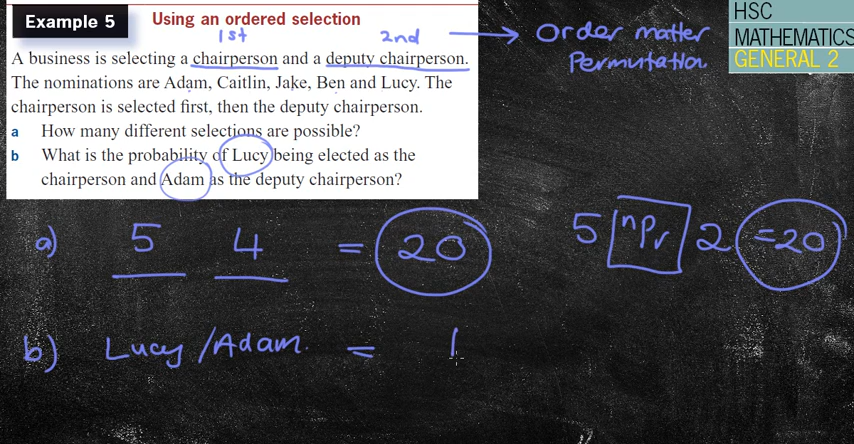 Example 5 Using an ordered selection
1st 2nd → Order matter
Permutation
HSC
MATHEMATICS
GENERAL 2
A business is selecting a chairperson and a deputy chairperson.
The nominations are Adam, Caitlin, Jake, Ben and Lucy. The
chairperson is selected first, then the deputy chairperson.
a How many different selections are possible?
b What is the probability of Lucy being elected as the
chairperson and Adam as the deputy chairperson?
a) 5 4 = 20
5 nPr 2 = 20
b) Lucy /Adam. = 1